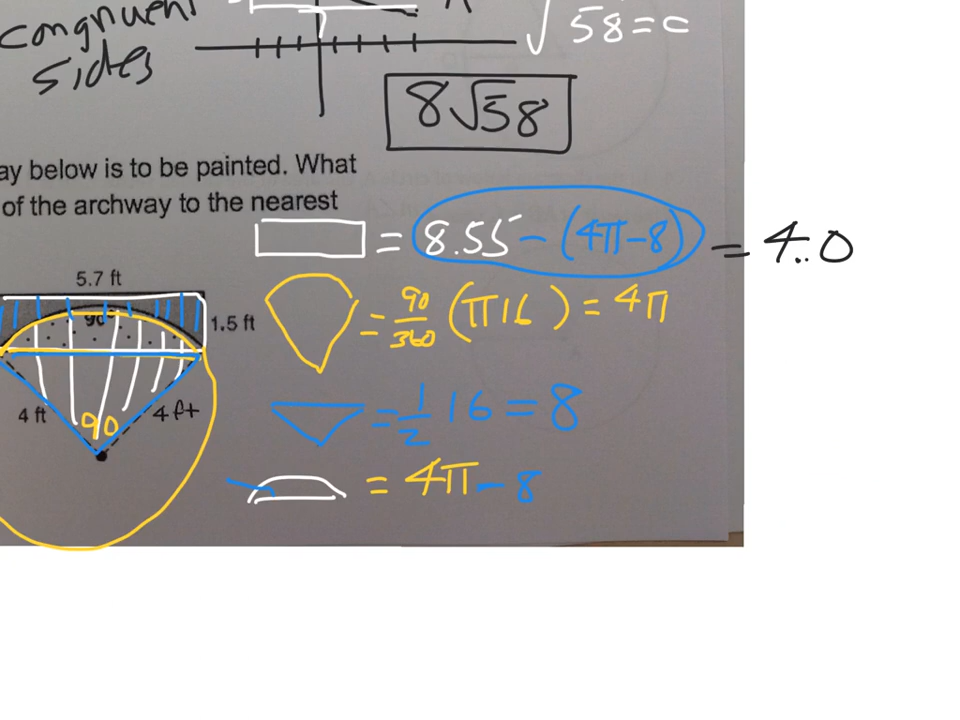 congruent
sides
√58 = c
8√58
ay below is to be painted. What
of the archway to the nearest
= 8.55 - (4π-8) = 4.0
5.7 ft
90
1.5 ft
= 90/360 (π16) = 4π
4 ft
90
4 ft
= 1/2 16 = 8
= 4π - 8